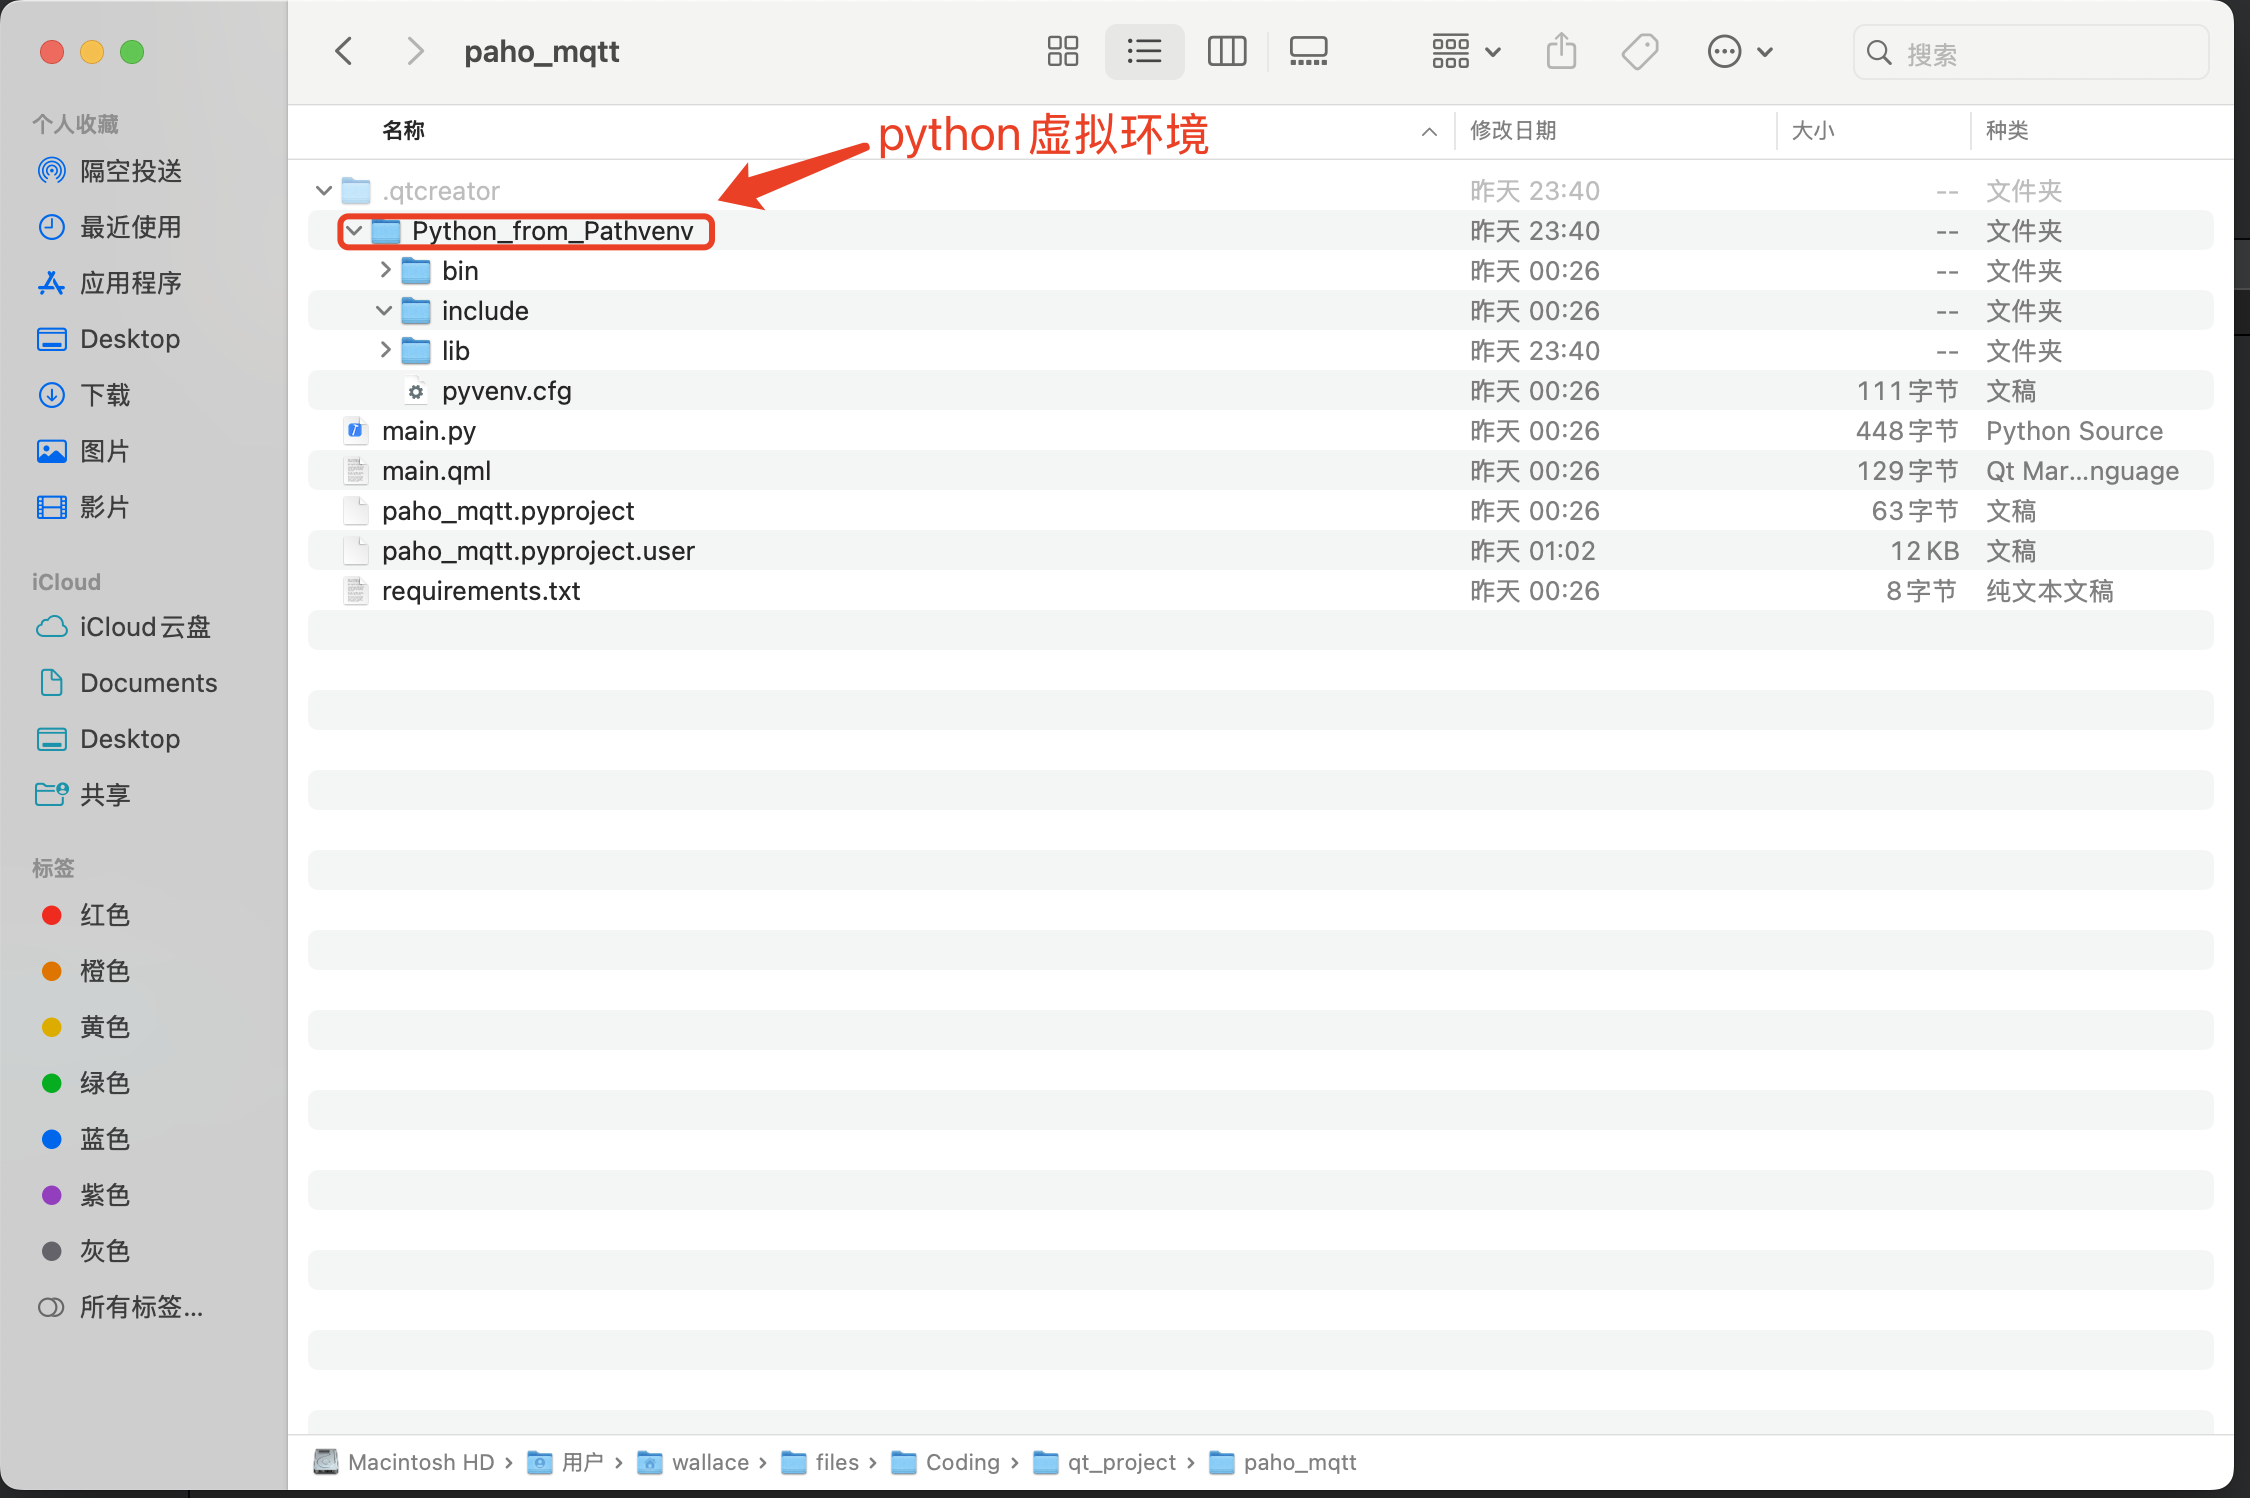 paho_mqtt
搜索
个人收藏
隔空投送
最近使用
应用程序
Desktop
下载
图片
影片
iCloud
iCloud云盘
Documents
Desktop
共享
标签
红色
橙色
黄色
绿色
蓝色
紫色
灰色
所有标签...
python虚拟环境
名称 修改日期 大小 种类
.qtcreator 昨天 23:40 -- 文件夹
Python_from_Pathvenv 昨天 23:40 -- 文件夹
bin 昨天 00:26 -- 文件夹
include 昨天 00:26 -- 文件夹
lib 昨天 23:40 -- 文件夹
pyvenv.cfg 昨天 00:26 111字节 文稿
main.py 昨天 00:26 448字节 Python Source
main.qml 昨天 00:26 129字节 Qt Mar...nguage
paho_mqtt.pyproject 昨天 00:26 63字节 文稿
paho_mqtt.pyproject.user 昨天 01:02 12 KB 文稿
requirements.txt 昨天 00:26 8字节 纯文本文稿
Macintosh HD › 用户 › wallace › files › Coding › qt_project › paho_mqtt